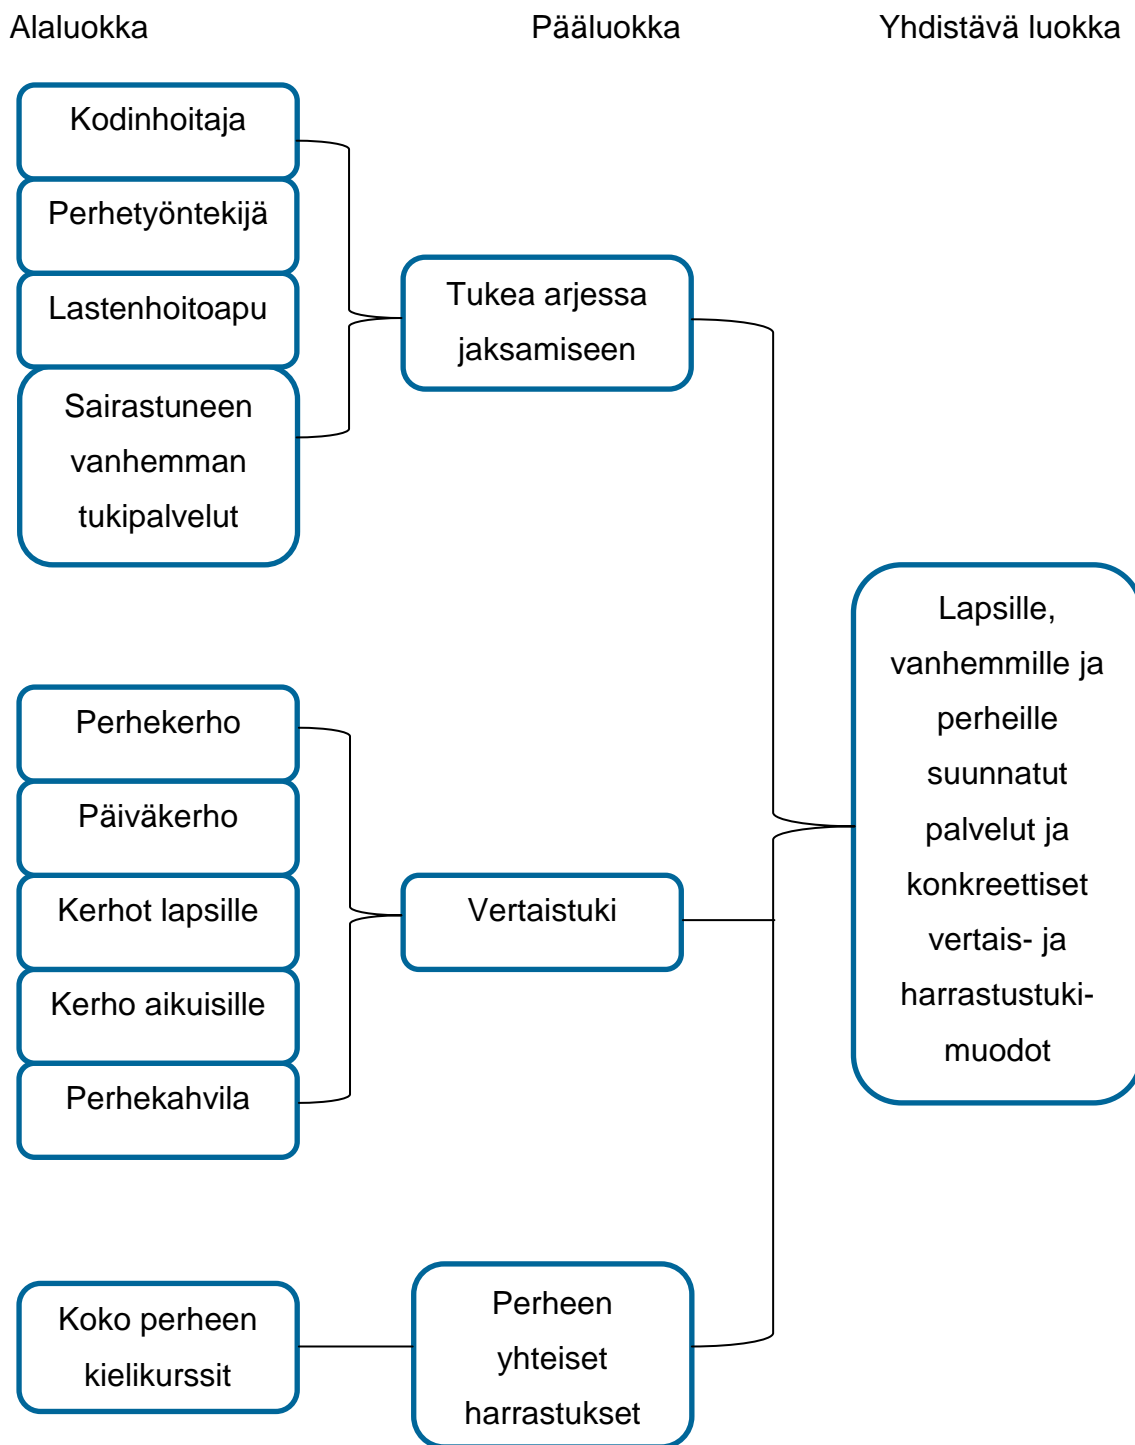 Alaluokka
Pääluokka
Yhdistävä luokka
Kodinhoitaja
Perhetyöntekijä
Lastenhoitoapu
Sairastuneen
vanhemman
tukipalvelut
Tukea arjessa
jaksamiseen
Perhekerho
Päiväkerho
Kerhot lapsille
Kerho aikuisille
Perhekahvila
Vertaistuki
Koko perheen
kielikurssit
Perheen
yhteiset
harrastukset
Lapsille,
vanhemmille ja
perheille
suunnatut
palvelut ja
konkreettiset
vertais- ja
harrastustuki-
muodot